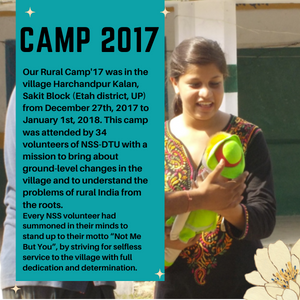 CAMP 2017
Our Rural Camp'17 was in the
village Harchandpur Kalan,
Sakit Block (Etah district, UP)
from December 27th, 2017 to
January 1st, 2018. This camp
was attended by 34
volunteers of NSS-DTU with a
mission to bring about
ground-level changes in the
village and to understand the
problems of rural India from
the roots.
Every NSS volunteer had
summoned in their minds to
stand up to their motto "Not Me
But You", by striving for selfless
service to the village with full
dedication and determination.